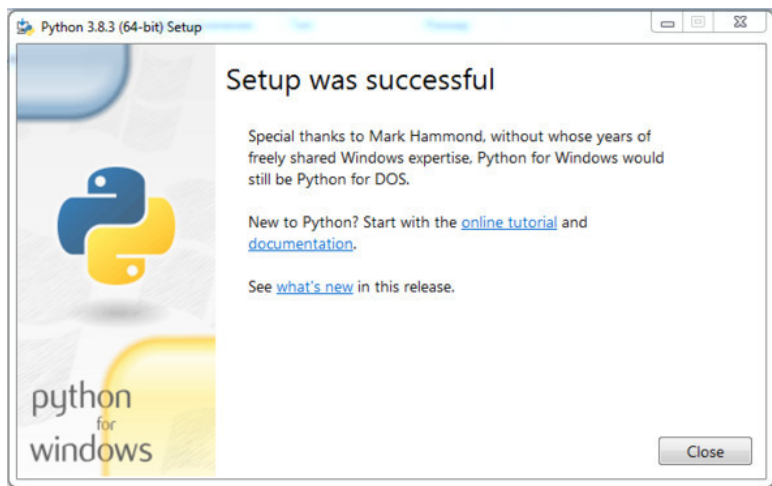 Python 3.8.3 (64-bit) Setup
Setup was successful
Special thanks to Mark Hammond, without whose years of
freely shared Windows expertise, Python for Windows would
still be Python for DOS.
New to Python? Start with the online tutorial and
documentation.
See what's new in this release.
python
for
windows
Close